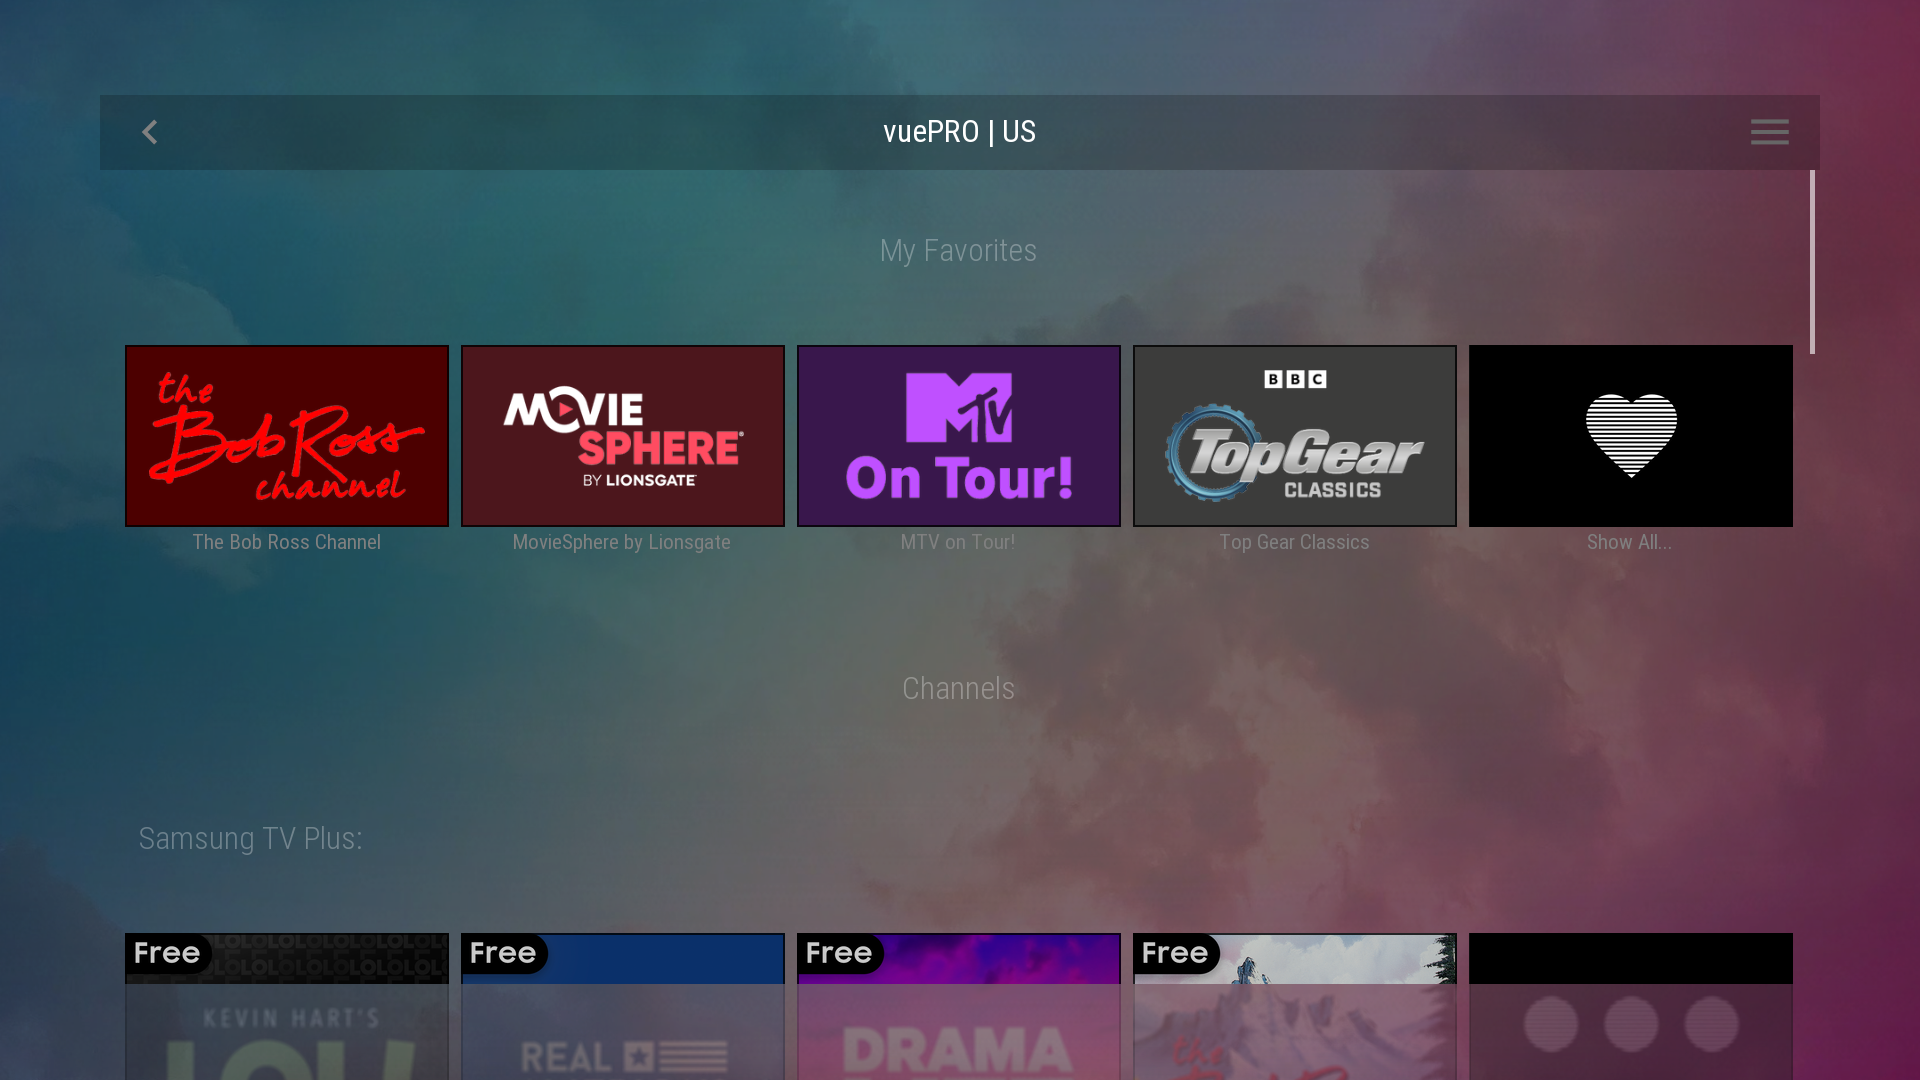 vuePRO | US
My Favorites
the
Bob Ross
channel
MOVIE
SPHERE®
BY LIONSGATE
MTV
On Tour!
BBC
TopGear
CLASSICS
The Bob Ross Channel
MovieSphere by Lionsgate
MTV on Tour!
Top Gear Classics
Show All...
Channels
Samsung TV Plus:
Free
Free
Free
Free
KEVIN HART'S
LOL
REAL
DRAMA
the